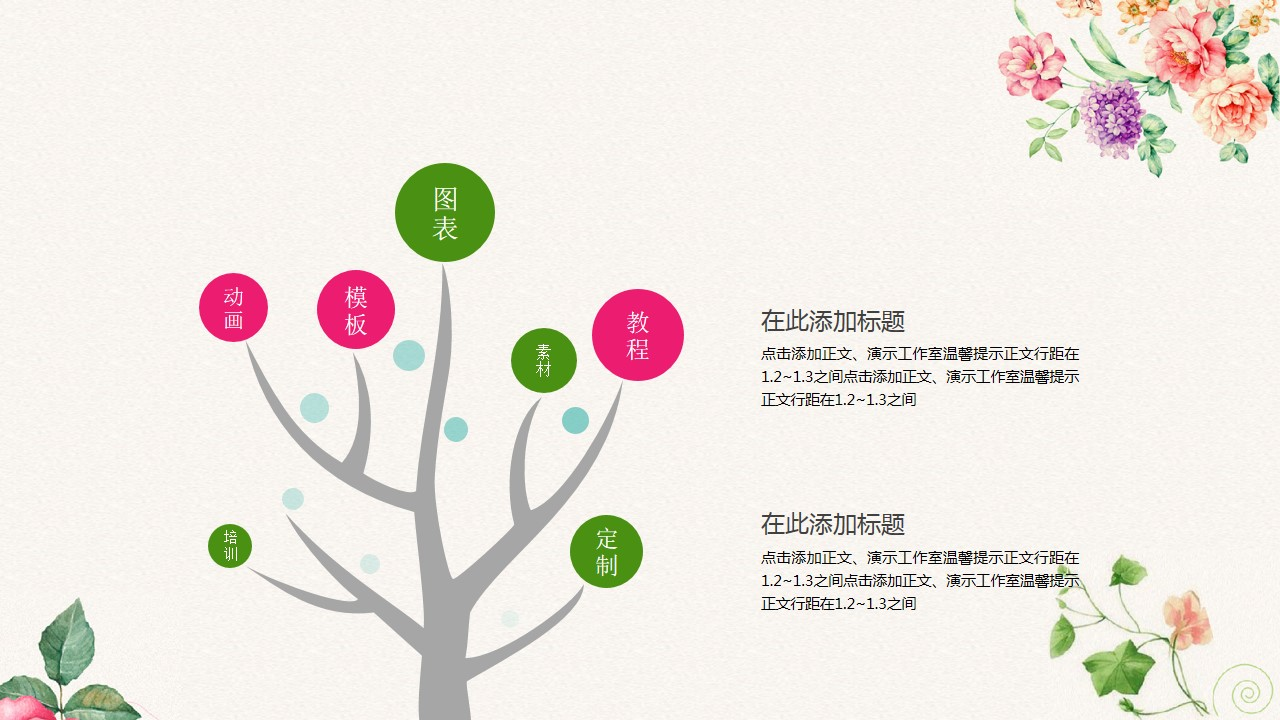 图
表
动
画
模
板
教
程
素
材
培
训
定
制
在此添加标题
点击添加正文、演示工作室温馨提示正文行距在
1.2~1.3之间点击添加正文、演示工作室温馨提示
正文行距在1.2~1.3之间
在此添加标题
点击添加正文、演示工作室温馨提示正文行距在
1.2~1.3之间点击添加正文、演示工作室温馨提示
正文行距在1.2~1.3之间